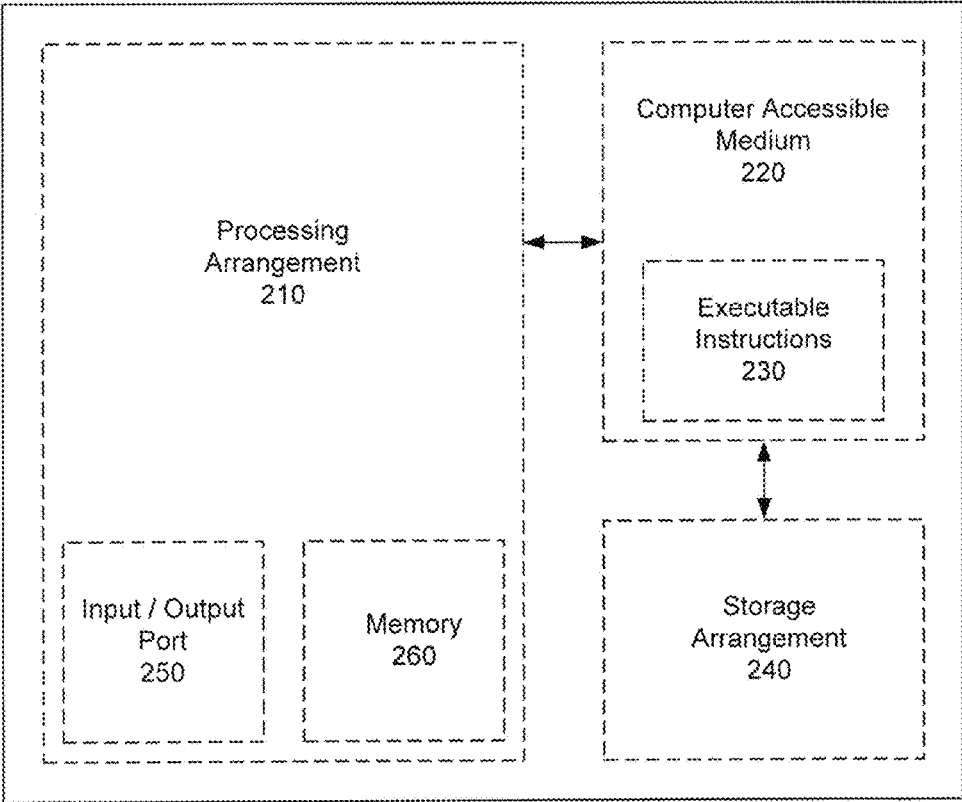 Processing
Arrangement
210
Computer Accessible
Medium
220
Executable
Instructions
230
Input / Output
Port
250
Memory
260
Storage
Arrangement
240